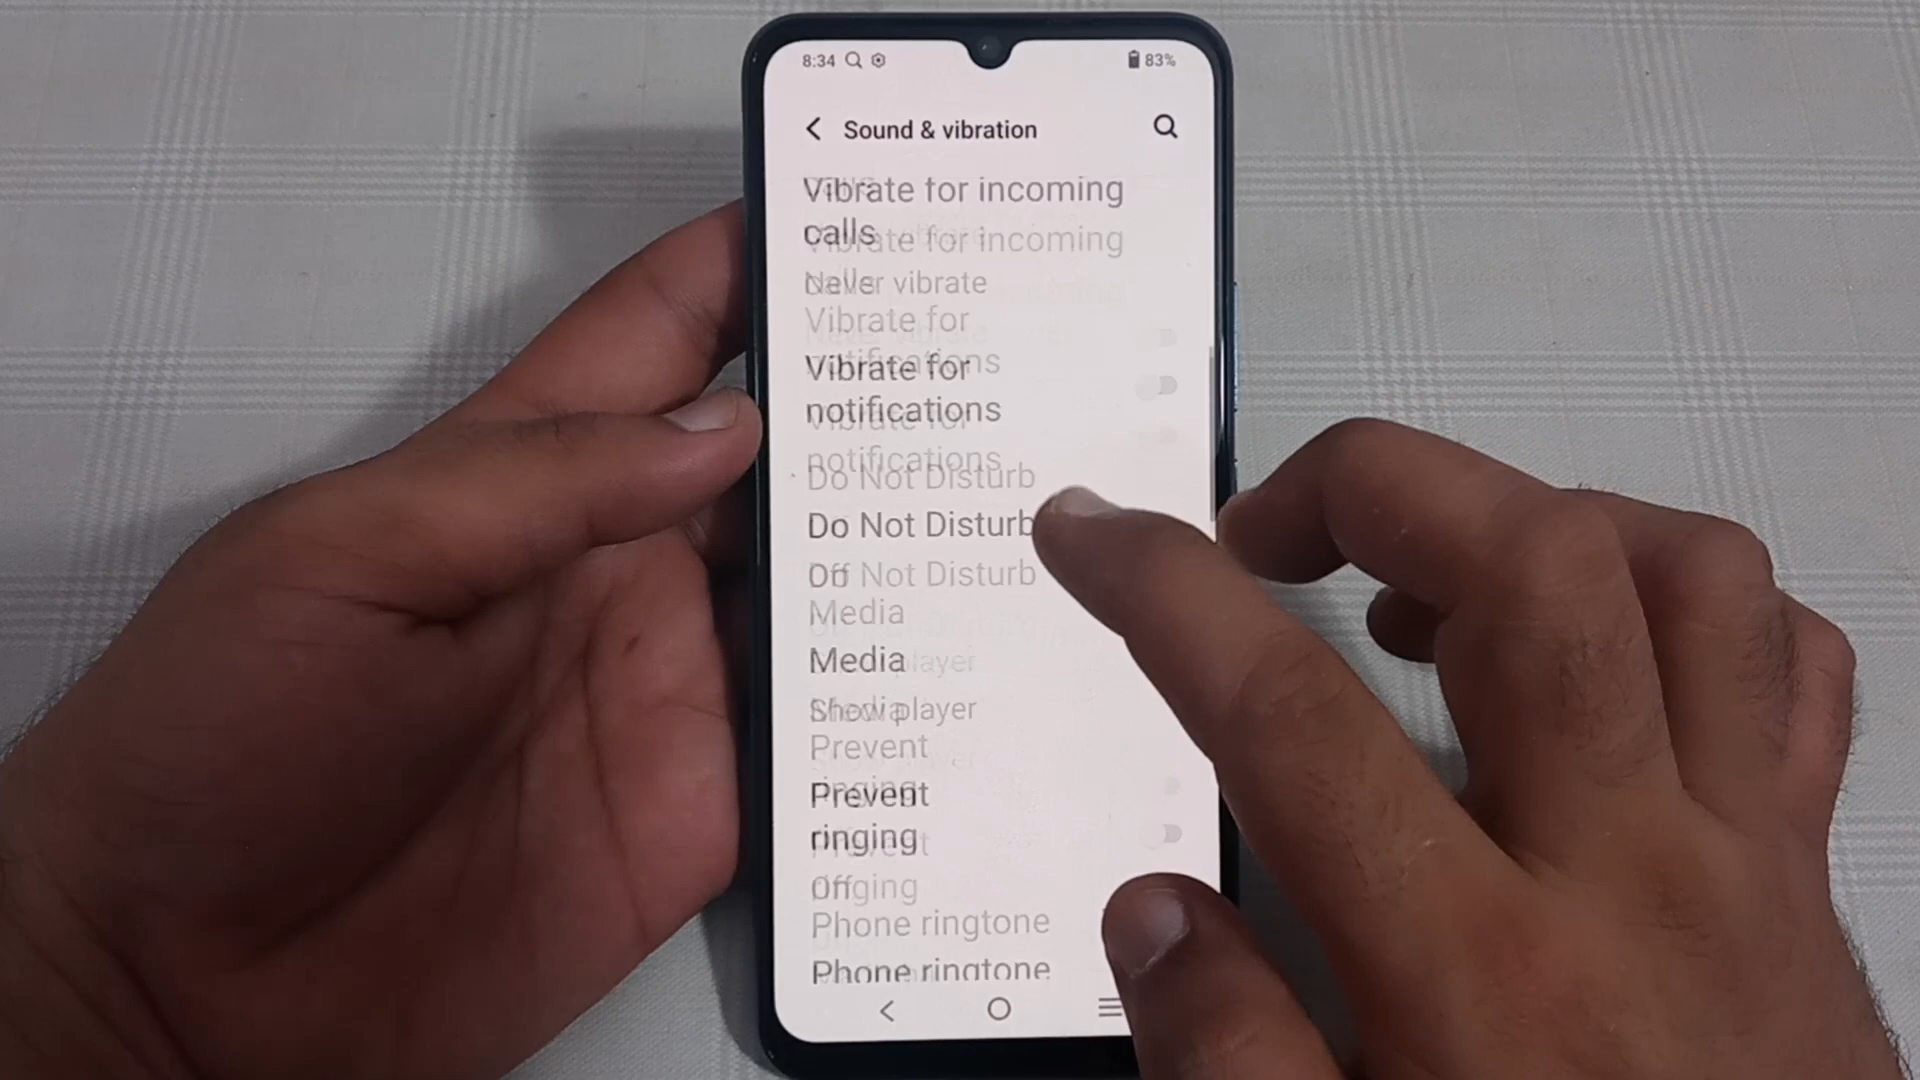 8:34
83%
Sound & vibration
Vibrate for incoming
calls
Never vibrate
Vibrate for
notifications
Do Not Disturb
Off
Media
Show player
Prevent
ringing
Off
Phone ringtone